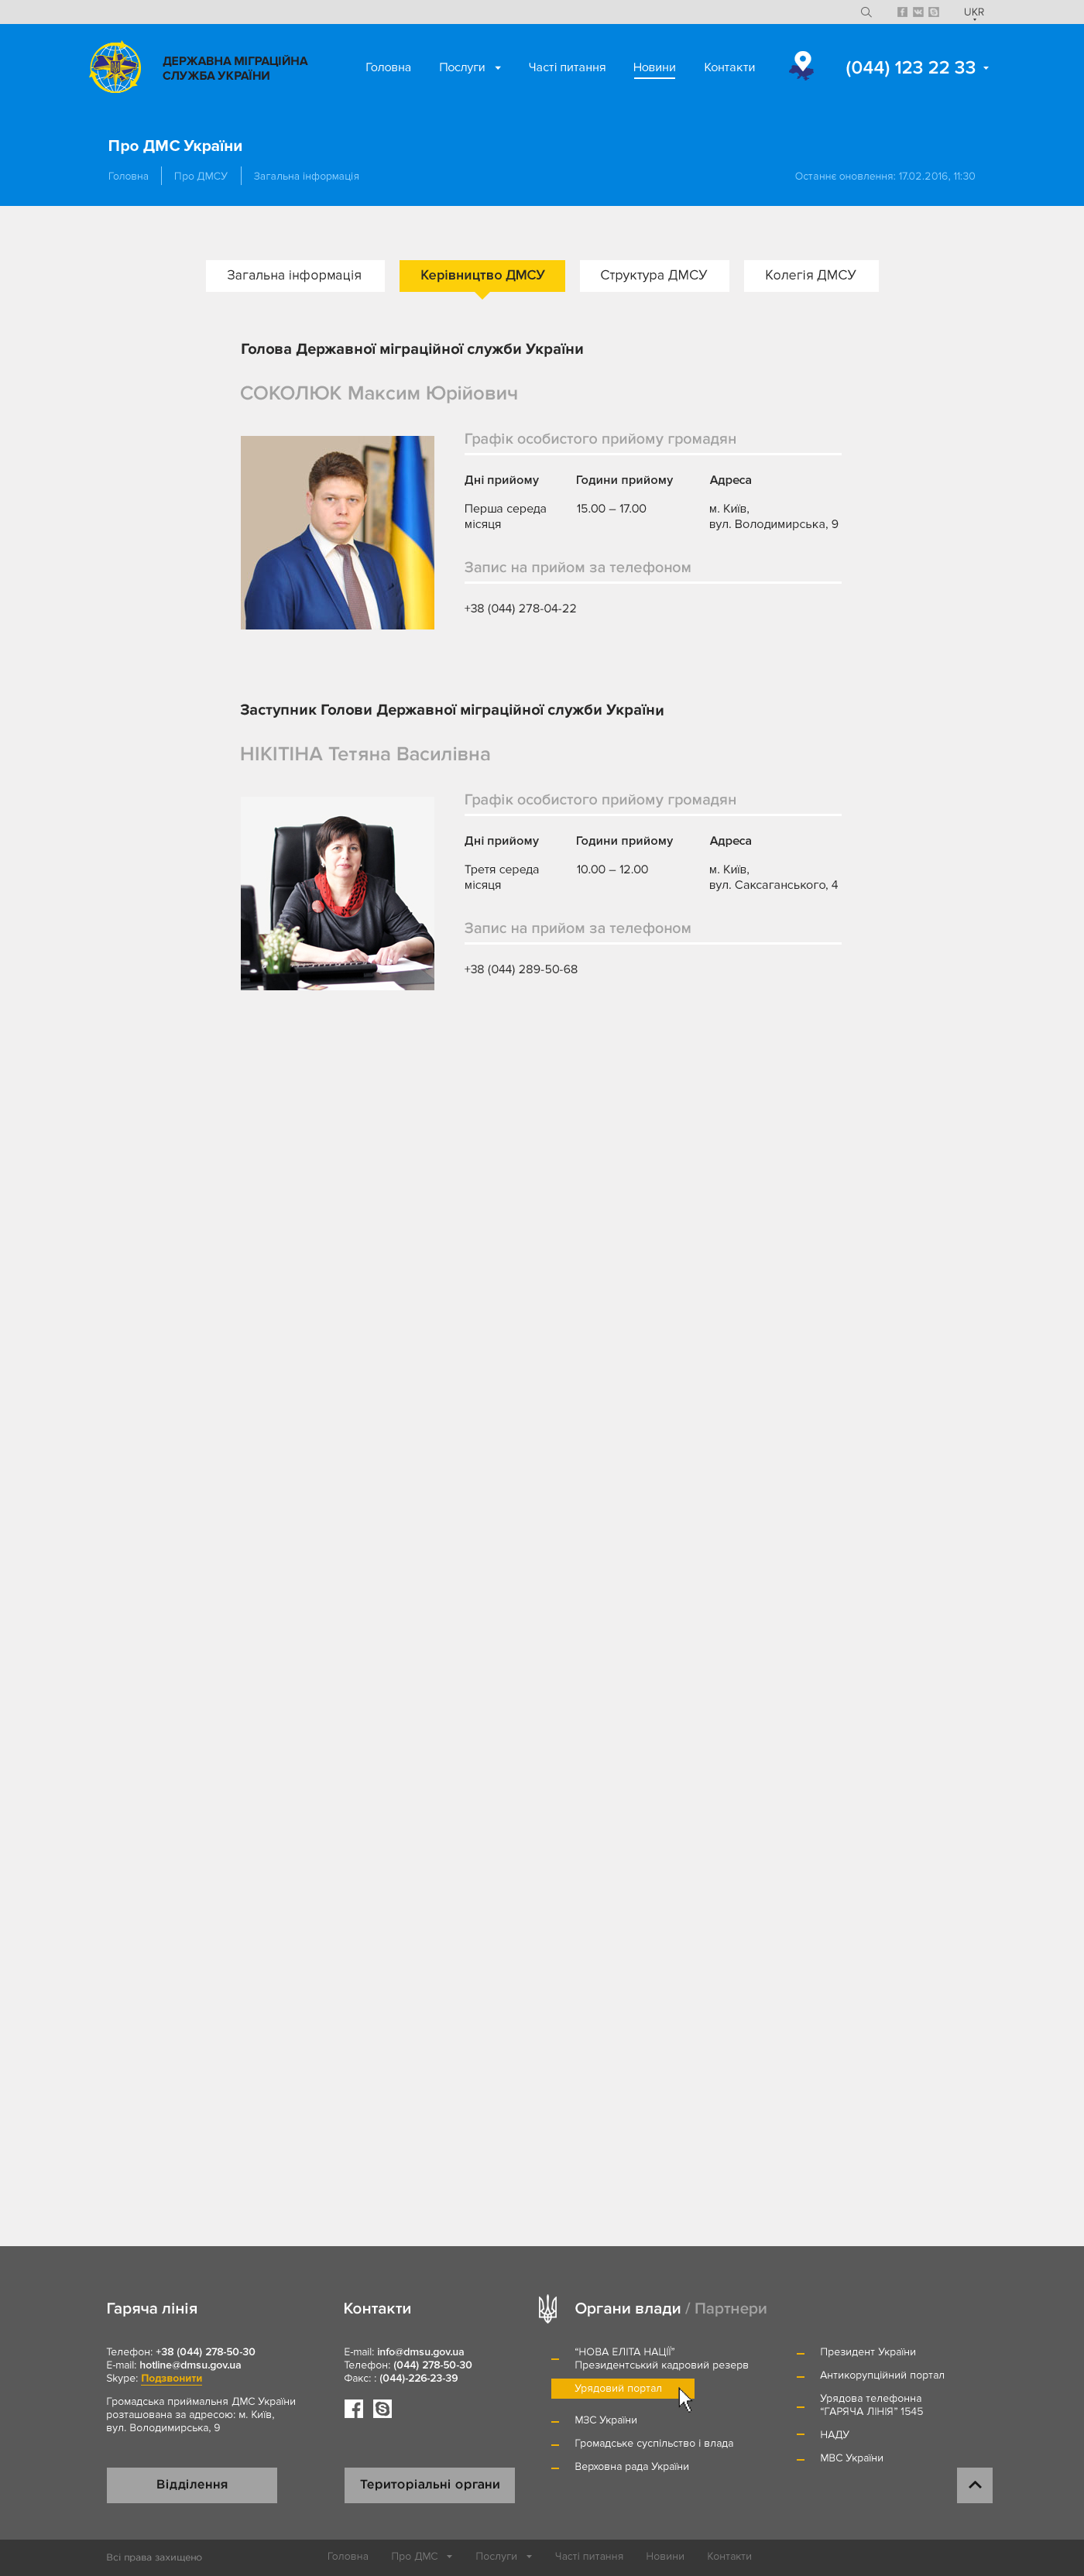 UKR
ДЕРЖАВНА МІГРАЦІЙНА
СЛУЖБА УКРАЇНИ
Головна Послуги Часті питання Новини Контакти (044) 123 22 33
Про ДМС України
Головна Про ДМСУ Загальна інформація Останнє оновлення: 17.02.2016, 11:30
Загальна інформація Керівництво ДМСУ Структура ДМСУ Колегія ДМСУ
Голова Державної міграційної служби України
СОКОЛЮК Максим Юрійович
Графік особистого прийому громадян
Дні прийому Години прийому Адреса
Перша середа 15.00 – 17.00 м. Київ,
місяця вул. Володимирська, 9
Запис на прийом за телефоном
+38 (044) 278-04-22
Заступник Голови Державної міграційної служби України
НІКІТІНА Тетяна Василівна
Графік особистого прийому громадян
Дні прийому Години прийому Адреса
Третя середа 10.00 – 12.00 м. Київ,
місяця вул. Саксаганського, 4
Запис на прийом за телефоном
+38 (044) 289-50-68
Гаряча лінія
Телефон: +38 (044) 278-50-30
E-mail: hotline@dmsu.gov.ua
Skype: Подзвонити
Громадська приймальня ДМС України
розташована за адресою: м. Київ,
вул. Володимирська, 9
Відділення
Контакти
E-mail: info@dmsu.gov.ua
Телефон: (044) 278-50-30
Факс: : (044)-226-23-39
Територіальні органи
Органи влади / Партнери
“НОВА ЕЛІТА НАЦІЇ”
Президентський кадровий резерв
Урядовий портал
МЗС України
Громадське суспільство і влада
Верховна рада України
Президент України
Антикорупційний портал
Урядова телефонна
“ГАРЯЧА ЛІНІЯ” 1545
НАДУ
МВС України
Всі права захищено Головна Про ДМС Послуги Часті питання Новини Контакти